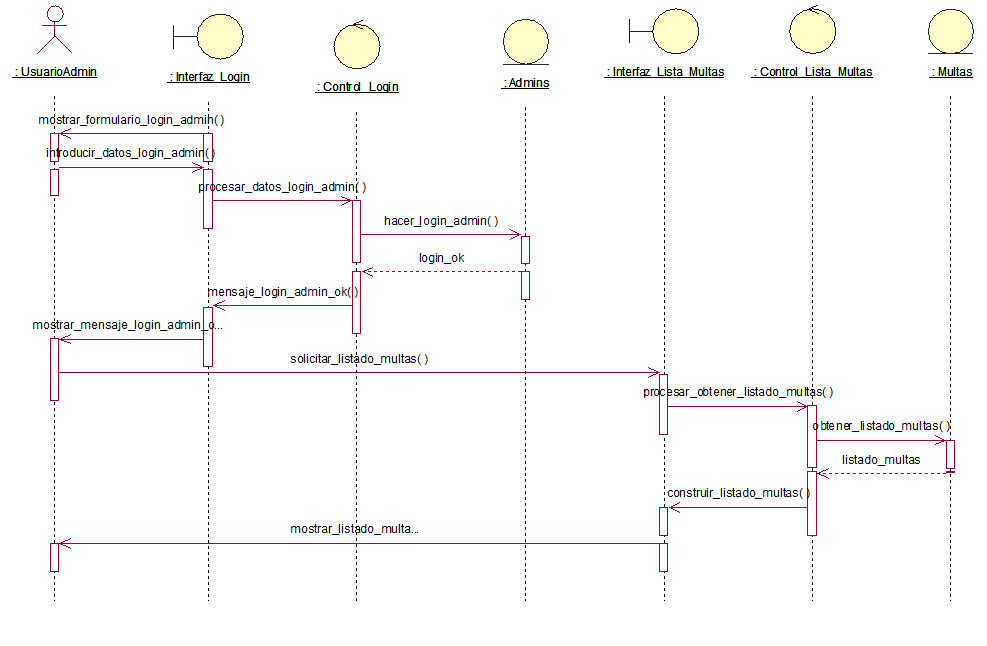 : UsuarioAdmin
: Interfaz_Login
: Control_Login
: Admins
: Interfaz_Lista_Multas
: Control_Lista_Multas
: Multas
mostrar_formulario_login_admin( )
introducir_datos_login_admin( )
procesar_datos_login_admin( )
hacer_login_admin( )
login_ok
mensaje_login_admin_ok( )
mostrar_mensaje_login_admin_o...
solicitar_listado_multas( )
procesar_obtener_listado_multas( )
obtener_listado_multas( )
listado_multas
construir_listado_multas( )
mostrar_listado_multa...